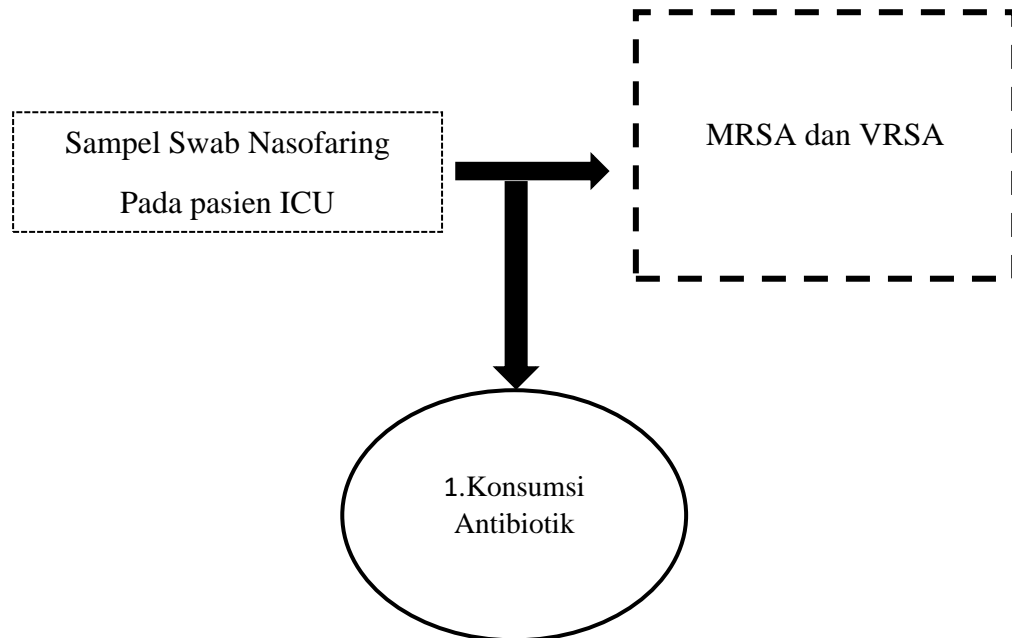 Sampel Swab Nasofaring
Pada pasien ICU
MRSA dan VRSA
1.Konsumsi
Antibiotik